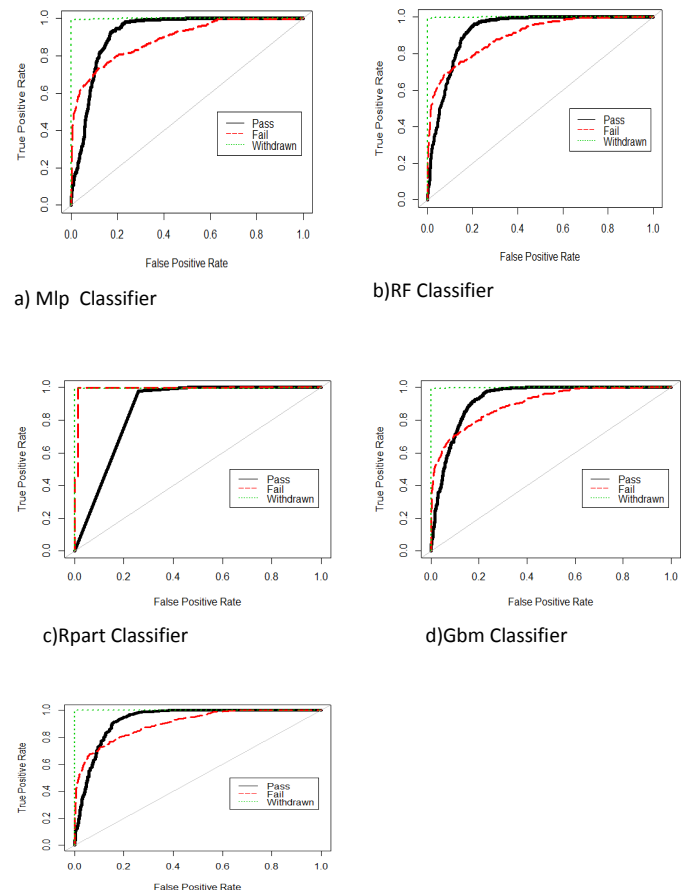 True Positive Rate
0.0 0.2 0.4 0.6 0.8 1.0
Pass
Fail
Withdrawn
0.0 0.2 0.4 0.6 0.8 1.0
False Positive Rate
a) Mlp Classifier
True Positive Rate
0.0 0.2 0.4 0.6 0.8 1.0
Pass
Fail
Withdrawn
0.0 0.2 0.4 0.6 0.8 1.0
False Positive Rate
b)RF Classifier
True Positive Rate
0.0 0.2 0.4 0.6 0.8 1.0
Pass
Fail
Withdrawn
0.0 0.2 0.4 0.6 0.8 1.0
False Positive Rate
c)Rpart Classifier
True Positive Rate
0.0 0.2 0.4 0.6 0.8 1.0
Pass
Fail
Withdrawn
0.0 0.2 0.4 0.6 0.8 1.0
False Positive Rate
d)Gbm Classifier
True Positive Rate
0.0 0.2 0.4 0.6 0.8 1.0
Pass
Fail
Withdrawn
0.0 0.2 0.4 0.6 0.8 1.0
False Positive Rate